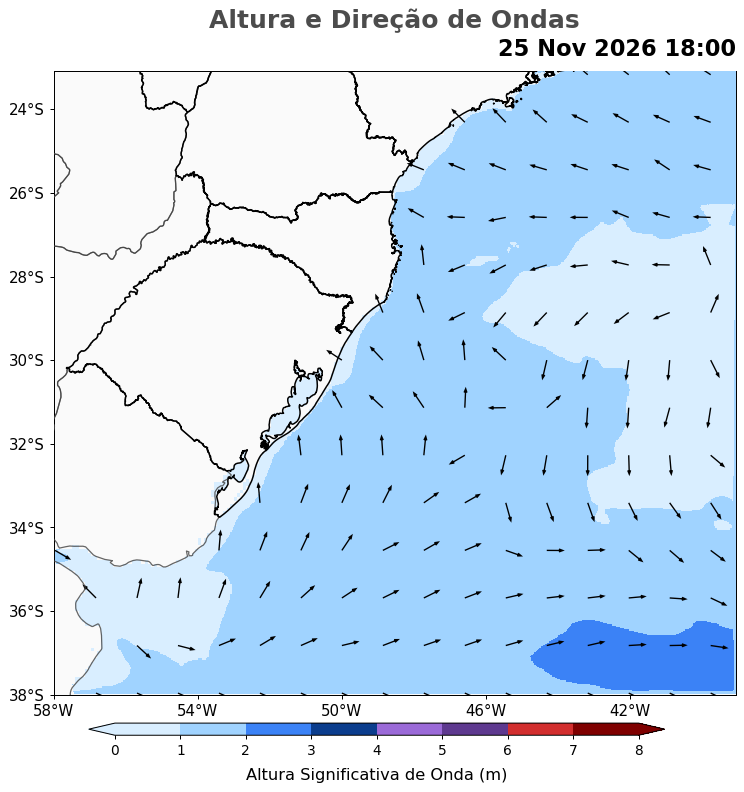 Altura e Direção de Ondas
25 Nov 2026 18:00
24°S
26°S
28°S
30°S
32°S
34°S
36°S
38°S
58°W 54°W 50°W 46°W 42°W
0 1 2 3 4 5 6 7 8
Altura Significativa de Onda (m)